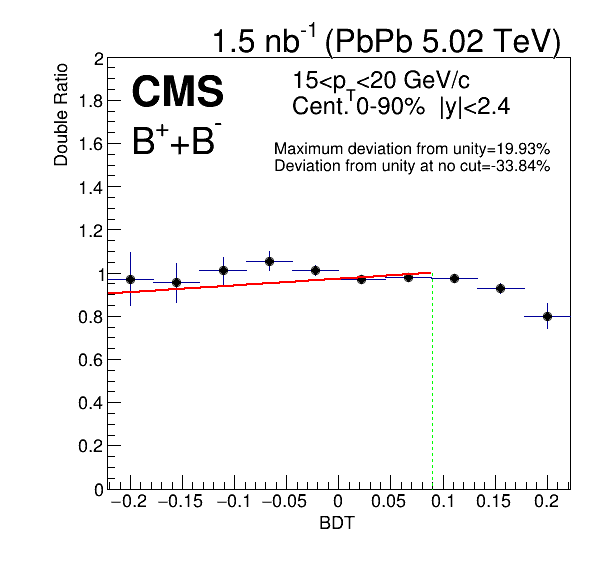 1.5 nb-1 (PbPb 5.02 TeV)
CMS
B++B-
15<pT<20 GeV/c
Cent. 0-90% |y|<2.4
Maximum deviation from unity=19.93%
Deviation from unity at no cut=-33.84%
Double Ratio
2
1.8
1.6
1.4
1.2
1
0.8
0.6
0.4
0.2
0
−0.2 −0.15 −0.1 −0.05 0 0.05 0.1 0.15 0.2
BDT